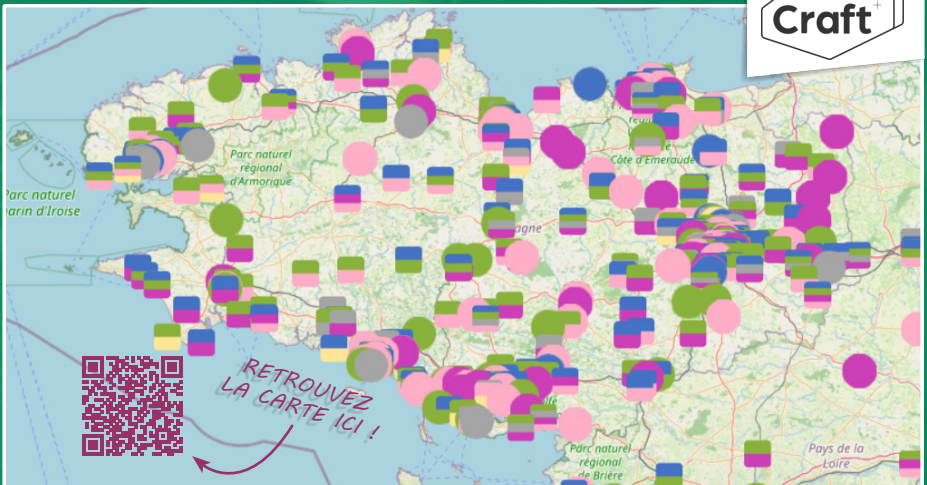 Craft+
Parc naturel
régional
d'Armorique
Parc naturel
marin d'Iroise
Côte d'Emeraude
RETROUVEZ
LA CARTE ICI !
Parc naturel
régional
de Brière
Pays de la
Loire